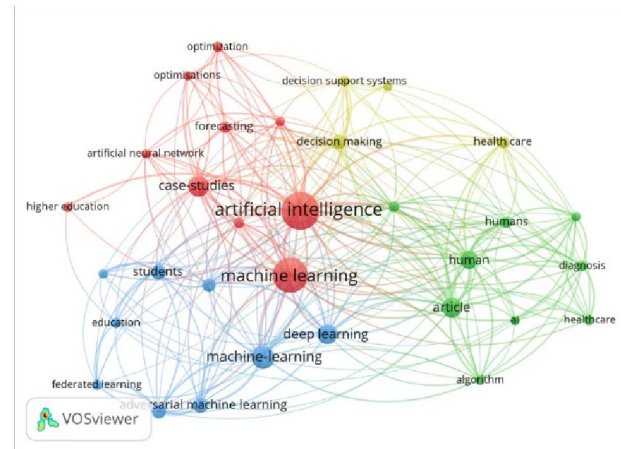 optimization
optimisations
decision support systems
forecasting
decision making
health care
artificial neural network
case-studies
artificial intelligence
higher education
humans
human
diagnosis
students
machine learning
article
education
deep learning
ai
healthcare
machine-learning
algorithm
federated learning
adversarial machine learning
VOSviewer